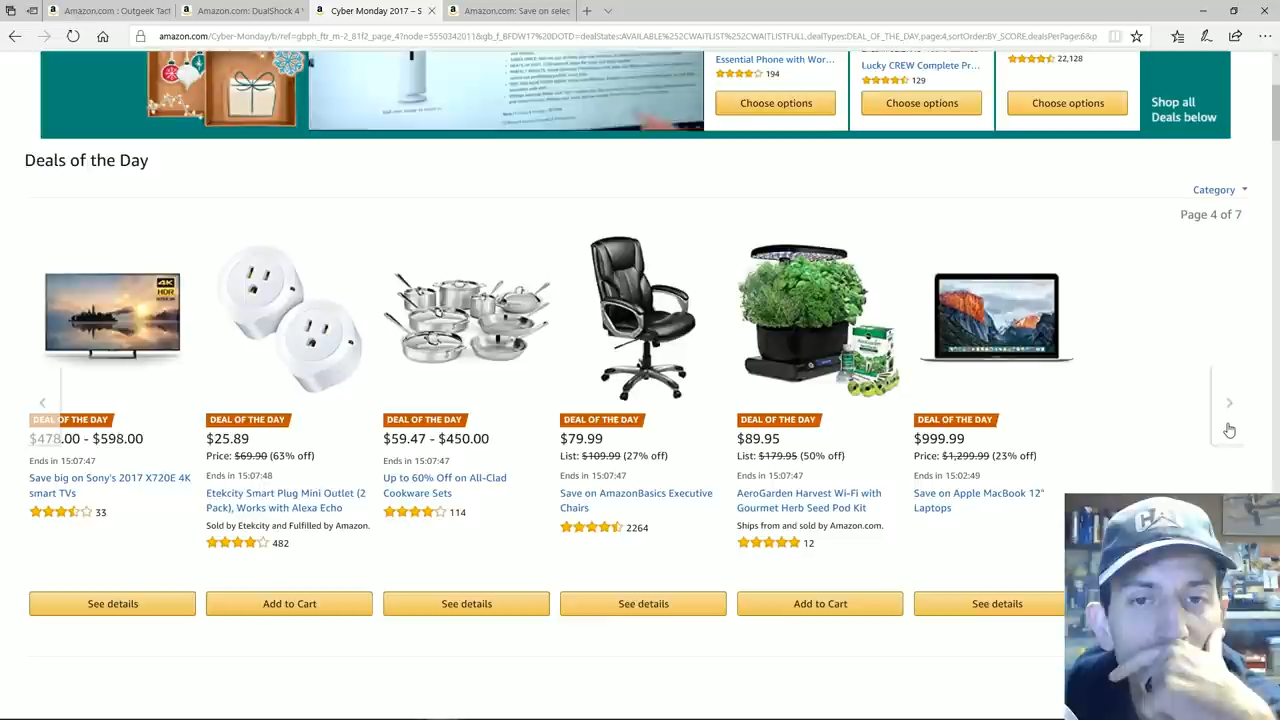 Amazon.com : Outgeek Tact
Amazon.com: DualShock 4
Cyber Monday 2017 – S
Amazon.com: Save on selec
amazon.com/Cyber-Monday/b/ref=gbph_ftr_m-2_81f2_page_4?node=5550342011&gb_f_BFDW17%20DOTD=dealStates:AVAILABLE%252CWAITLIST%252CWAITLISTFULL,dealTypes:DEAL_OF_THE_DAY,page:4,sortOrder:BY_SCORE,dealsPerPage:6&p
Essential Phone with Wor...
194
Choose options
Lucky CREW Complete Pr...
129
Choose options
22,128
Choose options
Shop all
Deals below
Deals of the Day
Category
Page 4 of 7
4K
HDR
DEAL OF THE DAY
$478.00 - $598.00
Ends in 15:07:47
Save big on Sony's 2017 X720E 4K
smart TVs
33
See details
DEAL OF THE DAY
$25.89
Price: $69.90 (63% off)
Ends in 15:07:48
Etekcity Smart Plug Mini Outlet (2
Pack), Works with Alexa Echo
Sold by Etekcity and Fulfilled by Amazon.
482
Add to Cart
DEAL OF THE DAY
$59.47 - $450.00
Ends in 15:07:47
Up to 60% Off on All-Clad
Cookware Sets
114
See details
DEAL OF THE DAY
$79.99
List: $109.99 (27% off)
Ends in 15:07:47
Save on AmazonBasics Executive
Chairs
2264
See details
DEAL OF THE DAY
$89.95
List: $179.95 (50% off)
Ends in 15:07:47
AeroGarden Harvest Wi-Fi with
Gourmet Herb Seed Pod Kit
Ships from and sold by Amazon.com.
12
Add to Cart
DEAL OF THE DAY
$999.99
Price: $1,299.99 (23% off)
Ends in 15:02:49
Save on Apple MacBook 12"
Laptops
See details